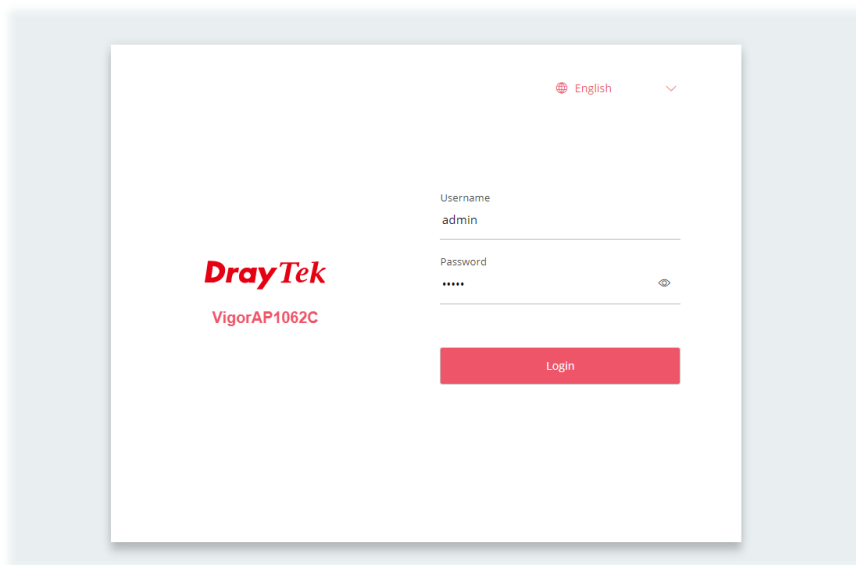 English
Username
admin
Password
•••••
DrayTek
VigorAP1062C
Login